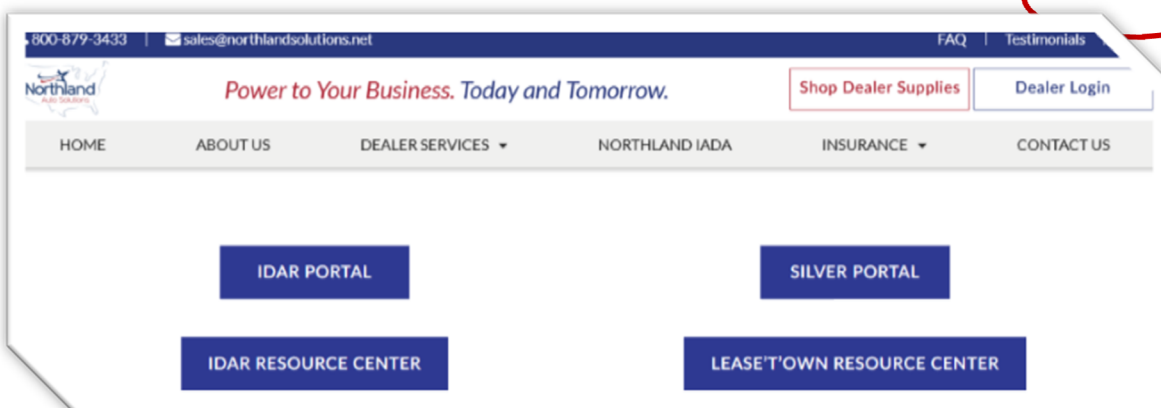 800-879-3433 | sales@northlandsolutions.net FAQ | Testimonials
Northland
Auto Solutions
Power to Your Business. Today and Tomorrow.
Shop Dealer Supplies
Dealer Login
HOME ABOUT US DEALER SERVICES NORTHLAND IADA INSURANCE CONTACT US
IDAR PORTAL SILVER PORTAL
IDAR RESOURCE CENTER LEASE'T'OWN RESOURCE CENTER